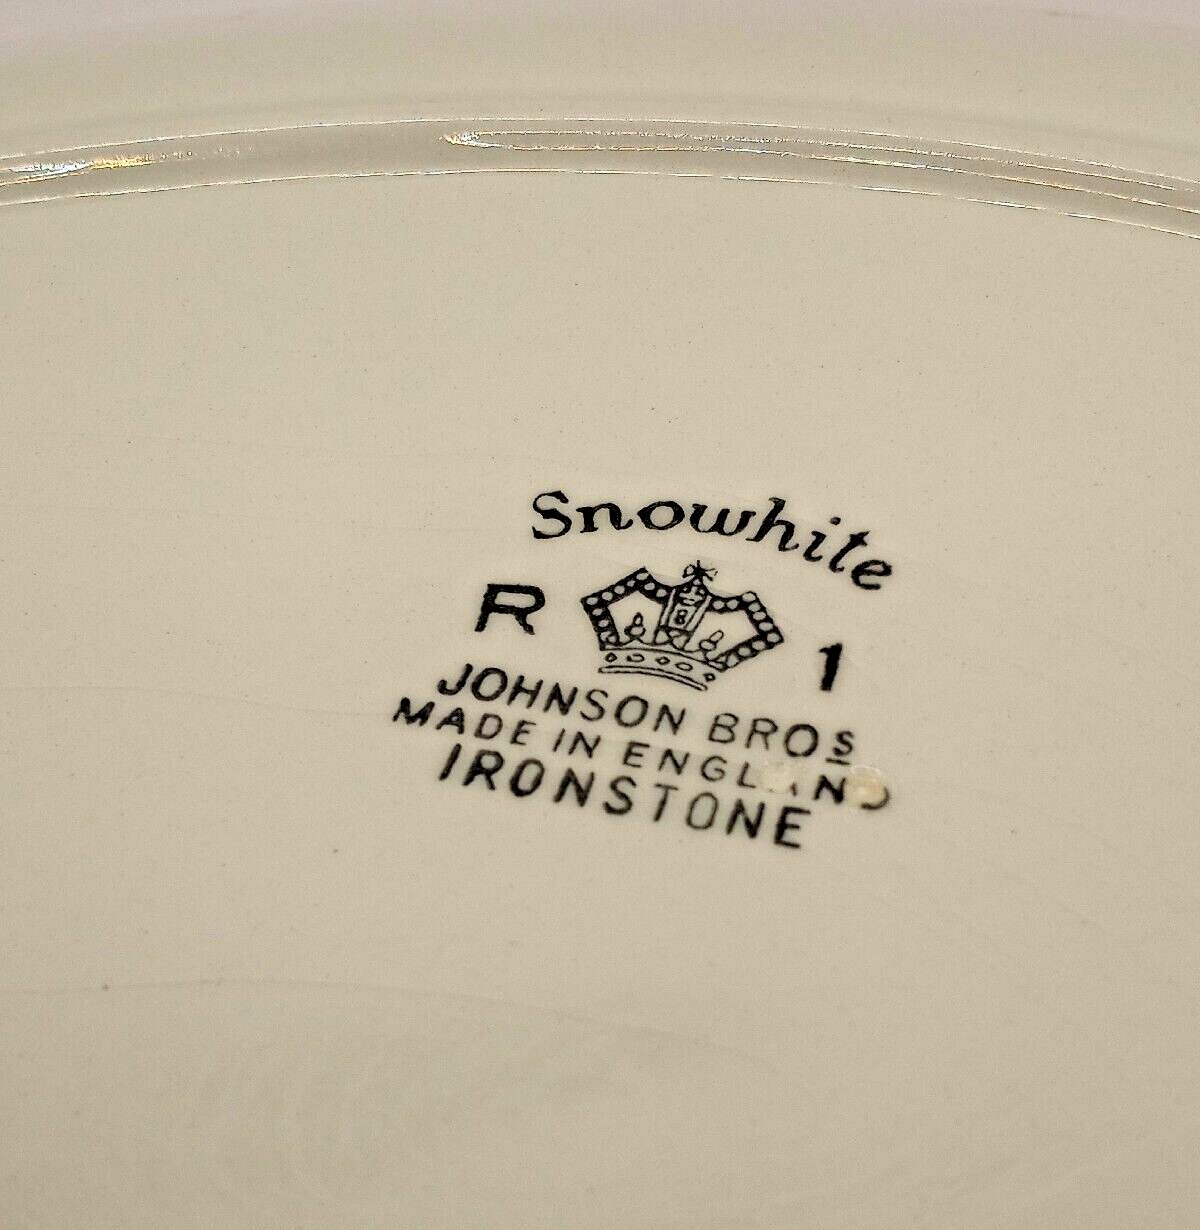 Snowhite
R 1
JOHNSON BROS
MADE IN ENGLAND
IRONSTONE